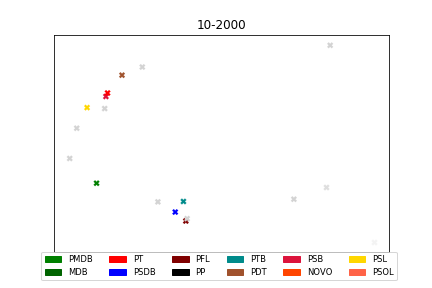 10-2000
PMDB PT PFL PTB PSB PSL
MDB PSDB PP PDT NOVO PSOL